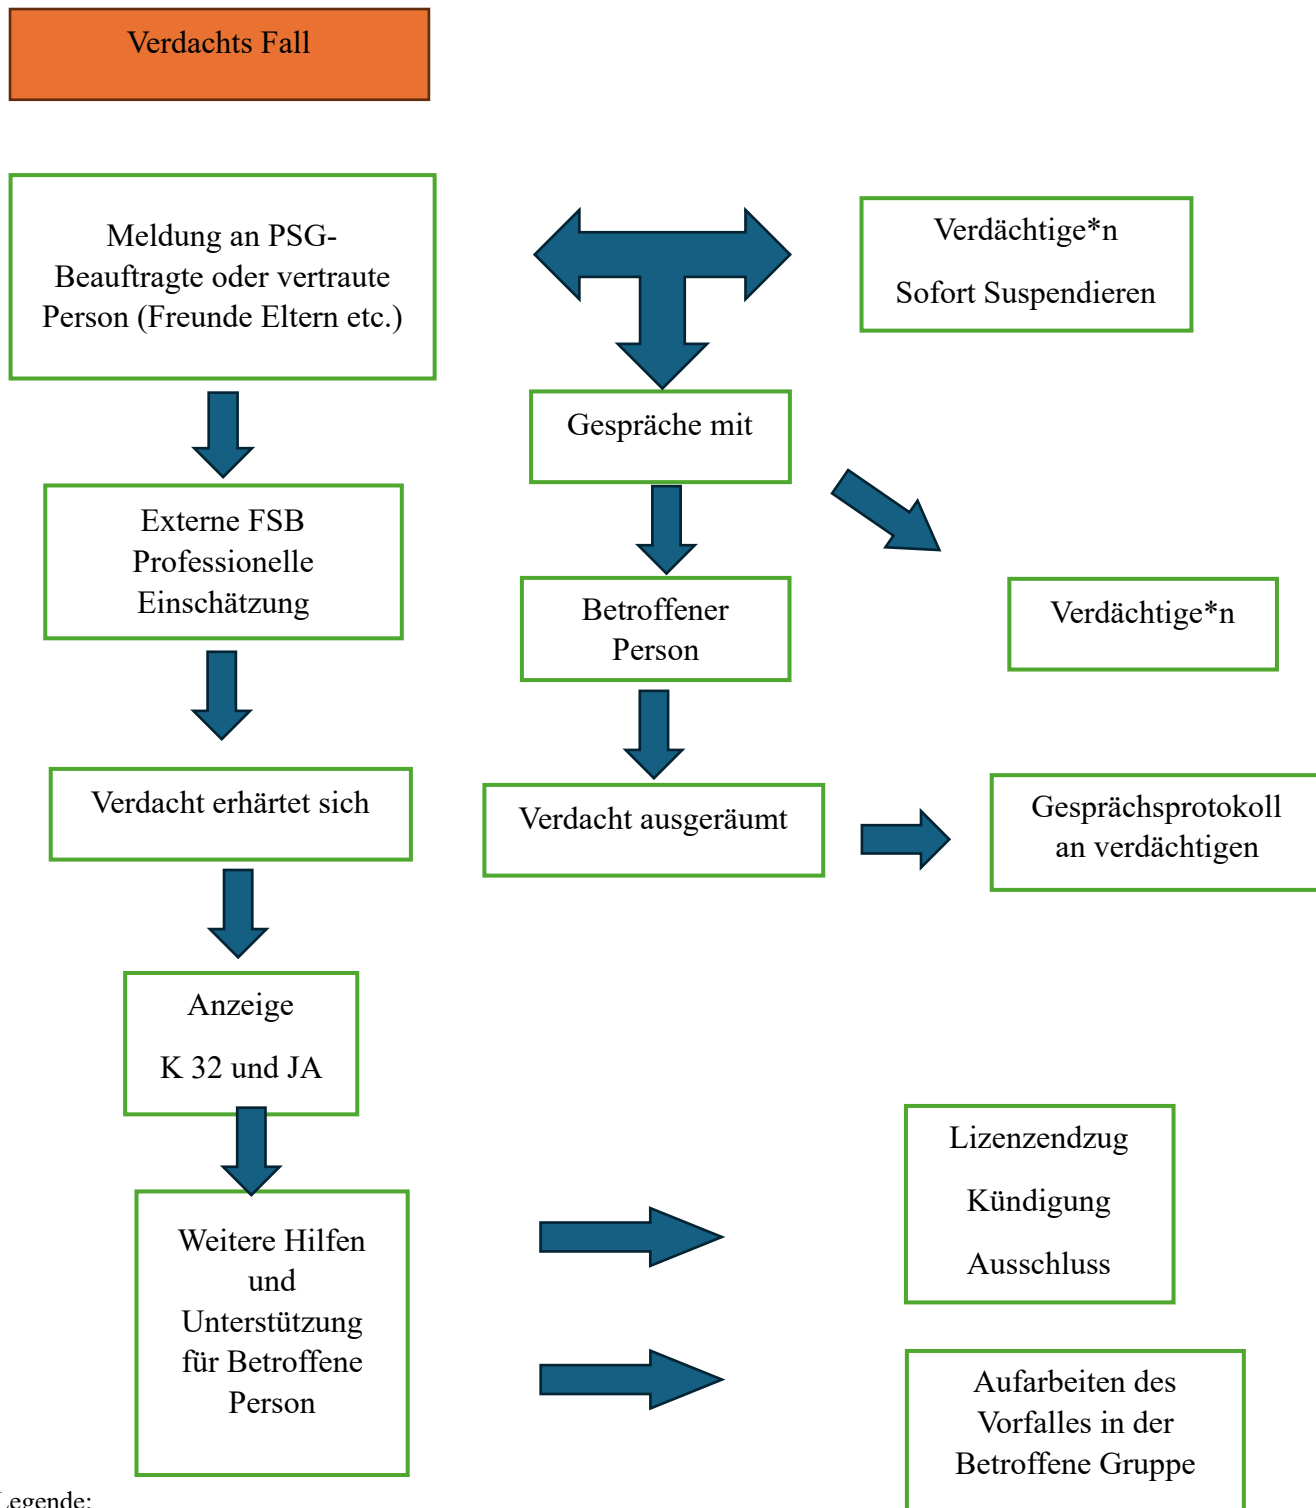 Verdachts Fall
Meldung an PSG-
Beauftragte oder vertraute
Person (Freunde Eltern etc.)
Verdächtige*n
Sofort Suspendieren
Gespräche mit
Externe FSB
Professionelle
Einschätzung
Betroffener
Person
Verdächtige*n
Verdacht erhärtet sich
Verdacht ausgeräumt
Gesprächsprotokoll
an verdächtigen
Anzeige
K 32 und JA
Weitere Hilfen
und
Unterstützung
für Betroffene
Person
Lizenzendzug
Kündigung
Ausschluss
Aufarbeiten des
Vorfalles in der
Betroffene Gruppe
Legende: